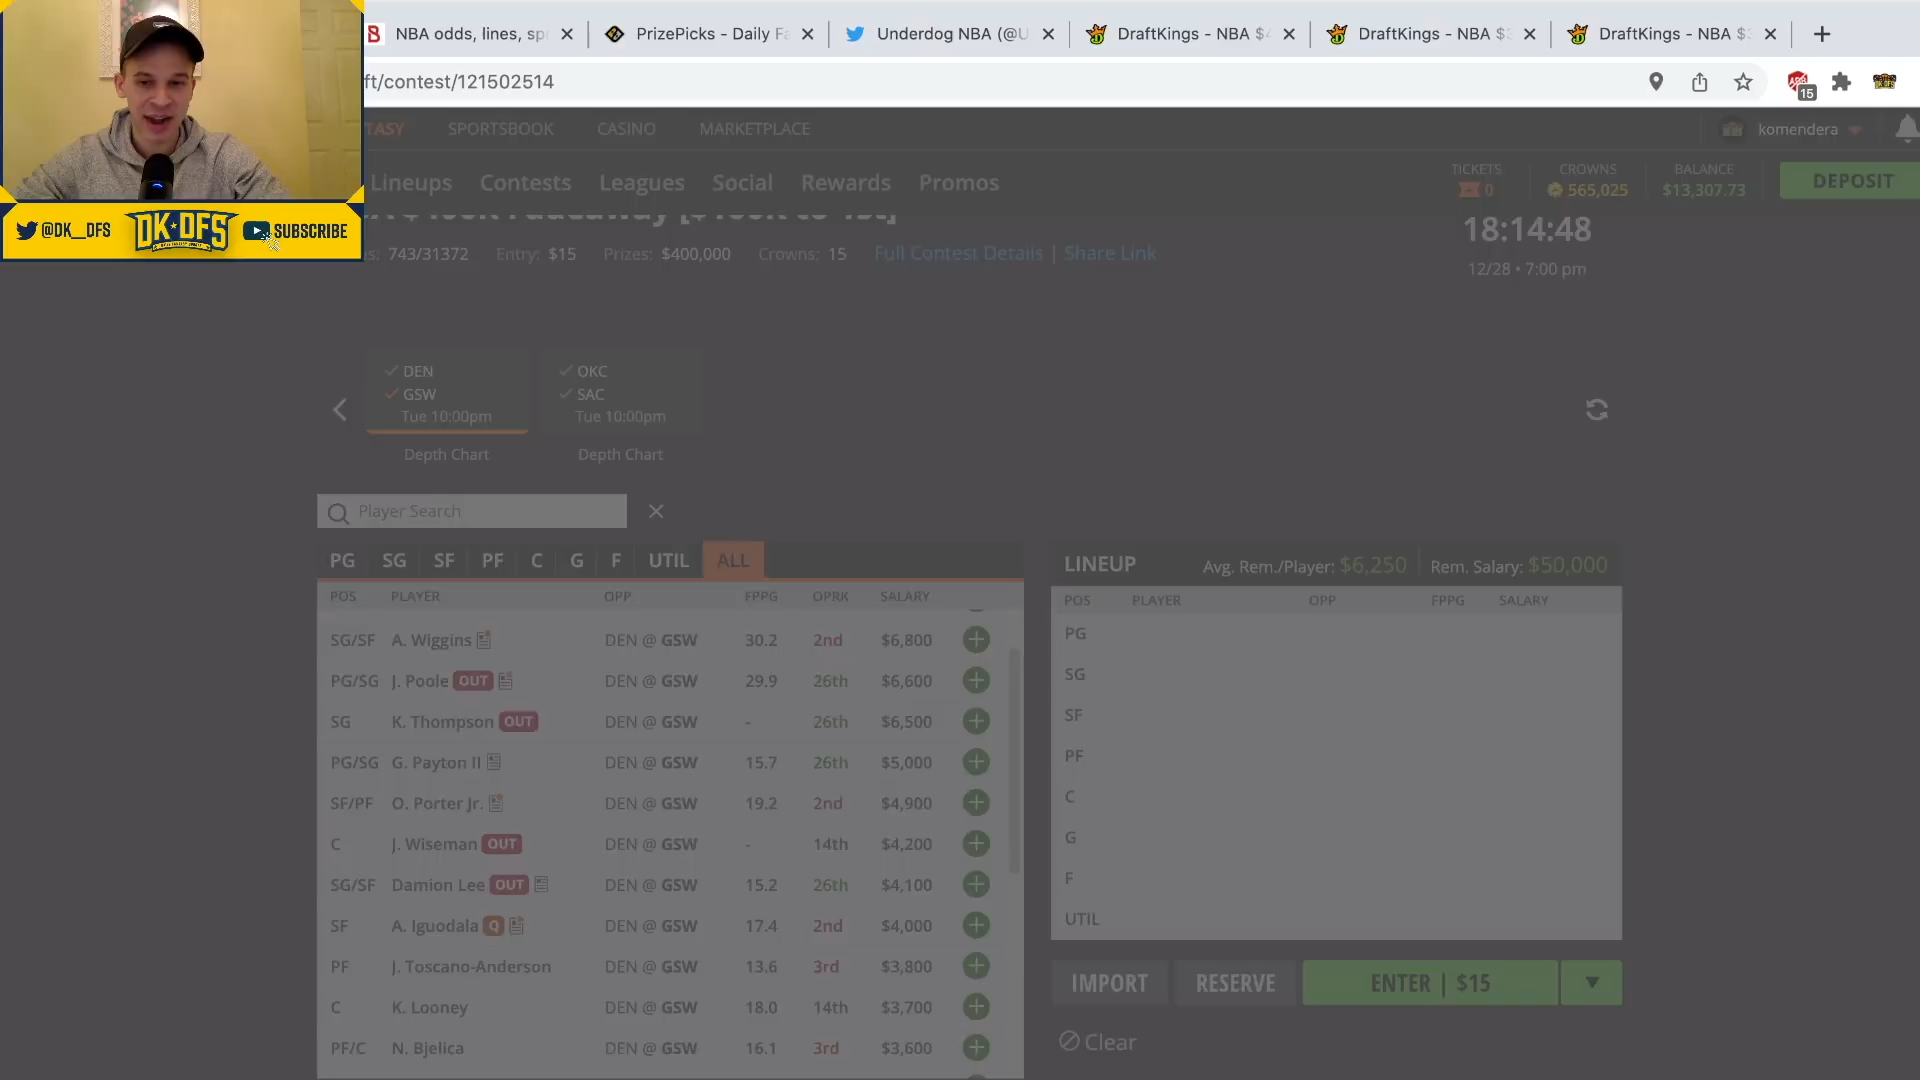 NBA odds, lines, sp
PrizePicks - Daily Fa
Underdog NBA (@U
DraftKings - NBA $4
DraftKings - NBA $
DraftKings - NBA $
ft/contest/121502514
15
TASY SPORTSBOOK CASINO MARKETPLACE
komendera
Lineups Contests Leagues Social Rewards Promos
TICKETS 0
CROWNS 565,025
BALANCE $13,307.73
DEPOSIT
@DK__DFS DK DFS SUBSCRIBE
18:14:48
s: 743/31372 Entry: $15 Prizes: $400,000 Crowns: 15 Full Contest Details | Share Link
12/28 • 7:00 pm
DEN
GSW
Tue 10:00pm
Depth Chart
OKC
SAC
Tue 10:00pm
Depth Chart
Player Search
PG SG SF PF C G F UTIL ALL
POS PLAYER OPP FPPG OPRK SALARY
SG/SF A. Wiggins DEN @ GSW 30.2 2nd $6,800
PG/SG J. Poole OUT DEN @ GSW 29.9 26th $6,600
SG K. Thompson OUT DEN @ GSW - 26th $6,500
PG/SG G. Payton II DEN @ GSW 15.7 26th $5,000
SF/PF O. Porter Jr. DEN @ GSW 19.2 2nd $4,900
C J. Wiseman OUT DEN @ GSW - 14th $4,200
SG/SF Damion Lee OUT DEN @ GSW 15.2 26th $4,100
SF A. Iguodala Q DEN @ GSW 17.4 2nd $4,000
PF J. Toscano-Anderson DEN @ GSW 13.6 3rd $3,800
C K. Looney DEN @ GSW 18.0 14th $3,700
PF/C N. Bjelica DEN @ GSW 16.1 3rd $3,600
LINEUP Avg. Rem./Player: $6,250 Rem. Salary: $50,000
POS PLAYER OPP FPPG SALARY
PG
SG
SF
PF
C
G
F
UTIL
IMPORT RESERVE ENTER | $15
Clear